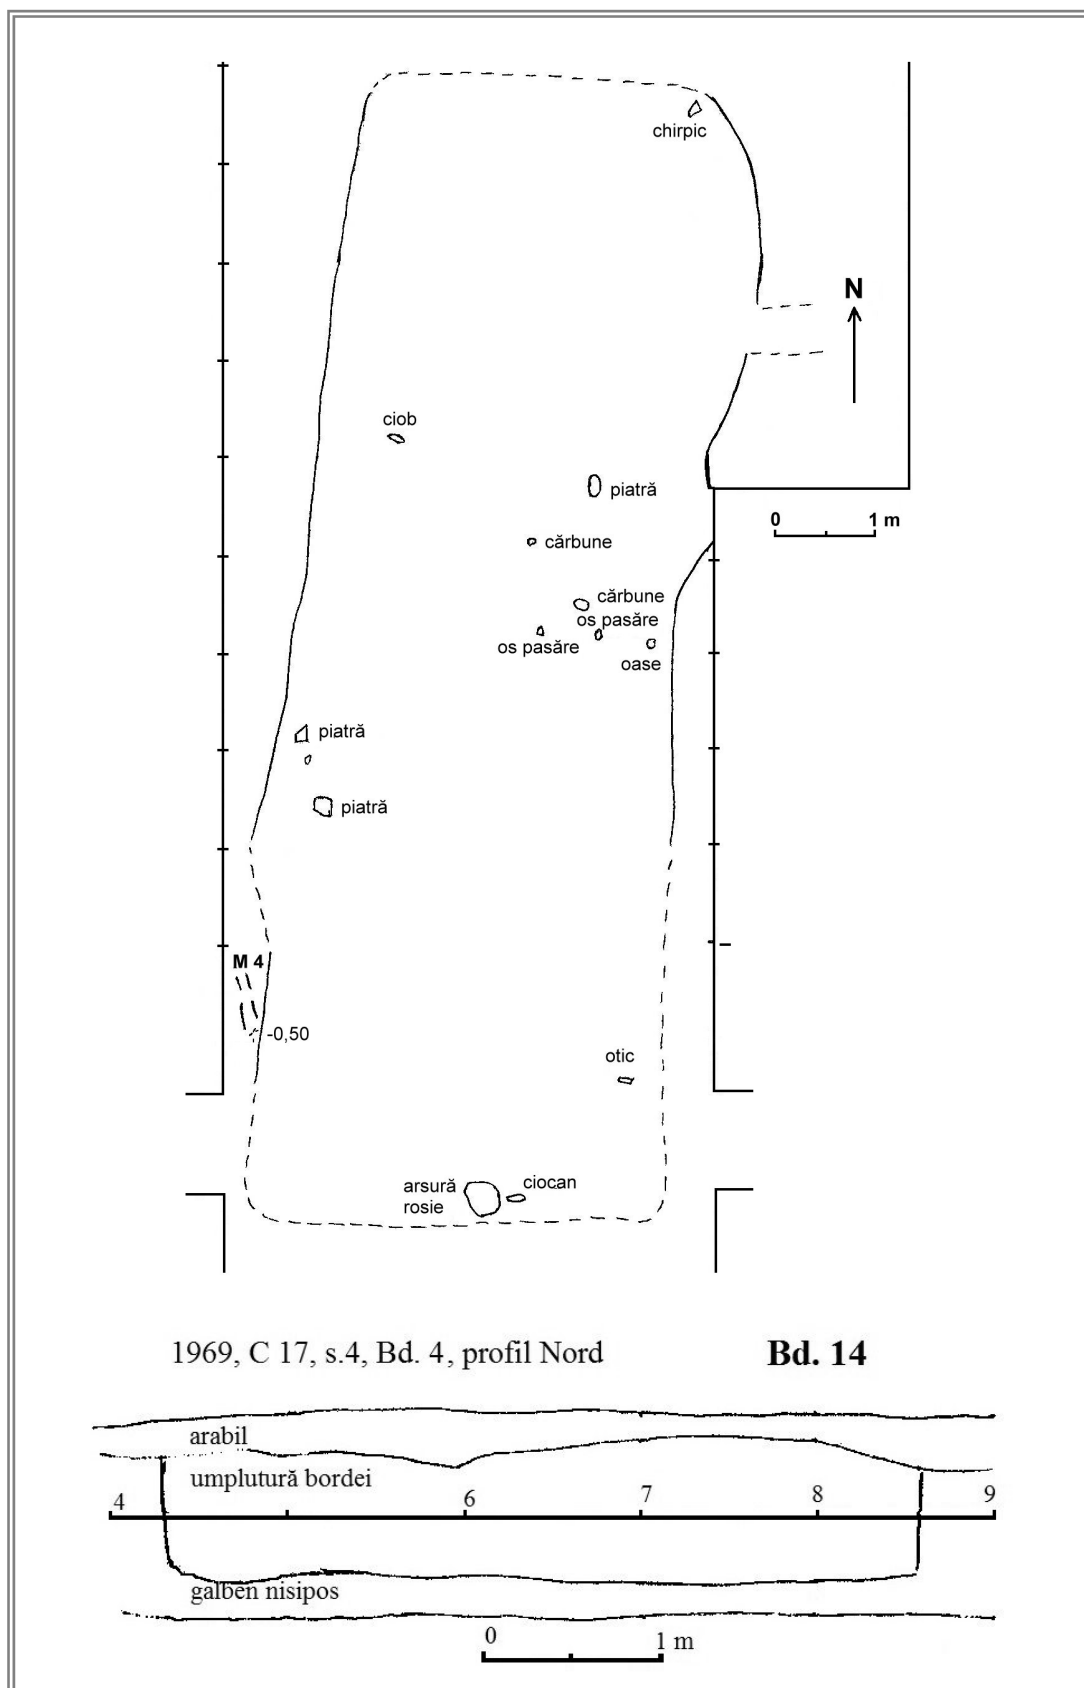 chirpic
N
ciob
piatră
0 1 m
cărbune
cărbune
os pasăre
os pasăre
oase
piatră
piatră
M 4
-0,50
otic
arsură
rosie
ciocan
1969, C 17, s.4, Bd. 4, profil Nord
Bd. 14
arabil
umplutură bordei
4 6 7 8 9
galben nisipos
0 1 m